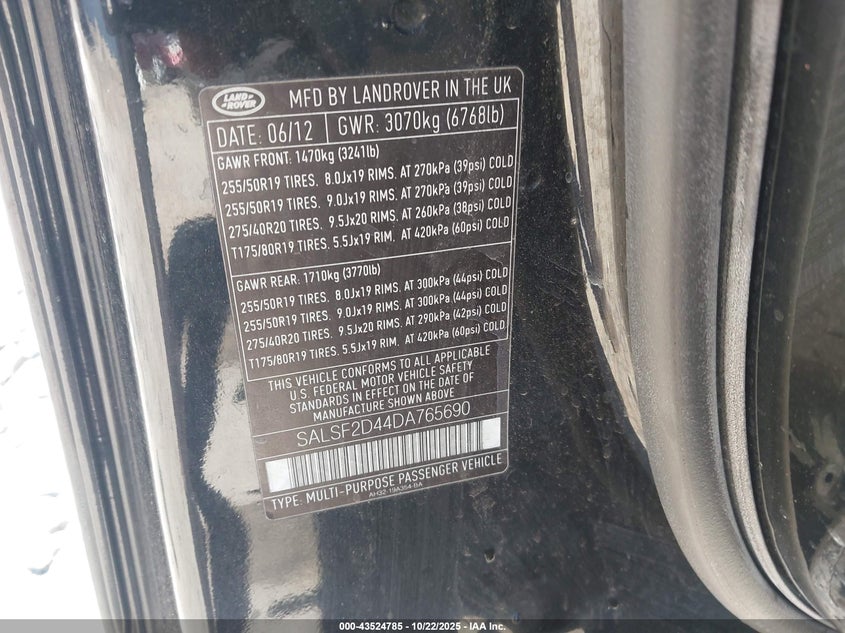 LAND
ROVER
MFD BY LANDROVER IN THE UK
DATE: 06/12 GWR: 3070kg (6768lb)
GAWR FRONT: 1470kg (3241lb)
255/50R19 TIRES. 8.0Jx19 RIMS. AT 270kPa (39psi) COLD
255/50R19 TIRES. 9.0Jx19 RIMS. AT 270kPa (39psi) COLD
275/40R20 TIRES. 9.5Jx20 RIMS. AT 260kPa (38psi) COLD
T175/80R19 TIRES. 5.5Jx19 RIM. AT 420kPa (60psi) COLD
GAWR REAR: 1710kg (3770lb)
255/50R19 TIRES. 8.0Jx19 RIMS. AT 300kPa (44psi) COLD
255/50R19 TIRES. 9.0Jx19 RIMS. AT 300kPa (44psi) COLD
275/40R20 TIRES. 9.5Jx20 RIMS. AT 290kPa (42psi) COLD
T175/80R19 TIRES. 5.5Jx19 RIM. AT 420kPa (60psi) COLD
THIS VEHICLE CONFORMS TO ALL APPLICABLE
U.S. FEDERAL MOTOR VEHICLE SAFETY
STANDARDS IN EFFECT ON THE DATE OF
MANUFACTURE SHOWN ABOVE
SALSF2D44DA765690
TYPE: MULTI-PURPOSE PASSENGER VEHICLE
AH32-19A354-BA
000-43524785 - 10/22/2025 - IAA Inc.